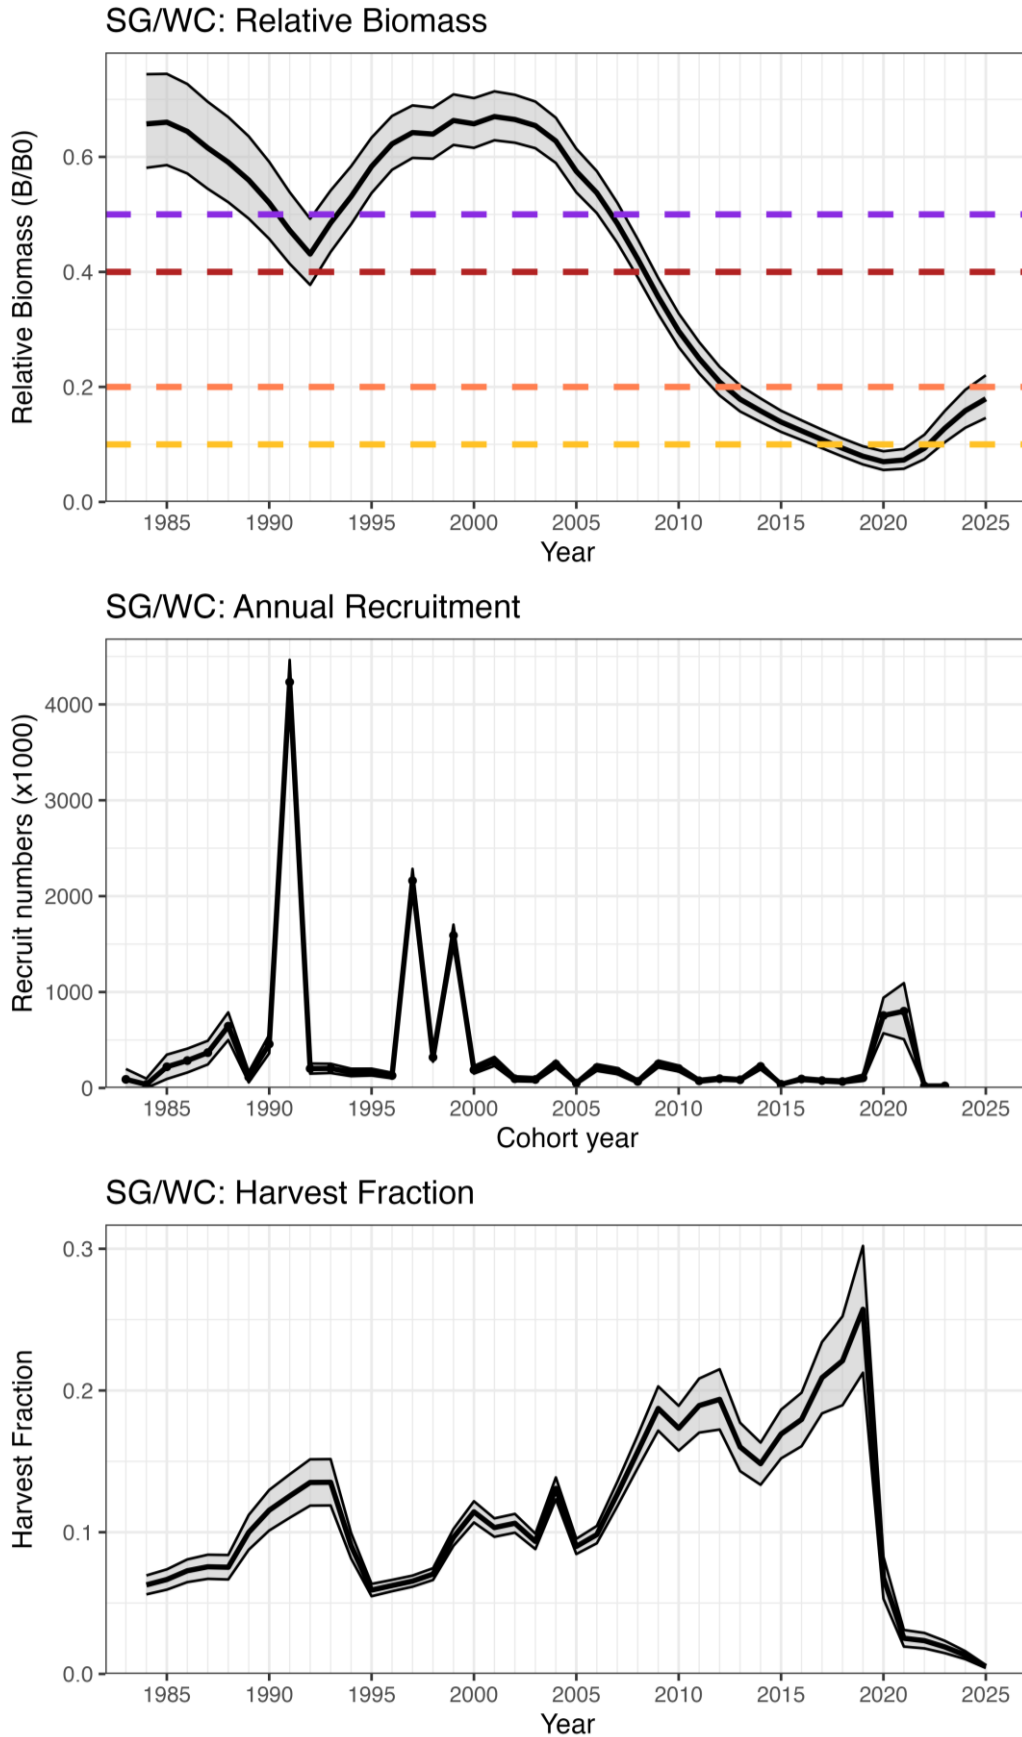 SG/WC: Relative Biomass
Relative Biomass (B/B0)
0.6
0.4
0.2
0.0
1985 1990 1995 2000 2005 2010 2015 2020 2025
Year
SG/WC: Annual Recruitment
Recruit numbers (x1000)
4000
3000
2000
1000
0
1985 1990 1995 2000 2005 2010 2015 2020 2025
Cohort year
SG/WC: Harvest Fraction
Harvest Fraction
0.3
0.2
0.1
0.0
1985 1990 1995 2000 2005 2010 2015 2020 2025
Year